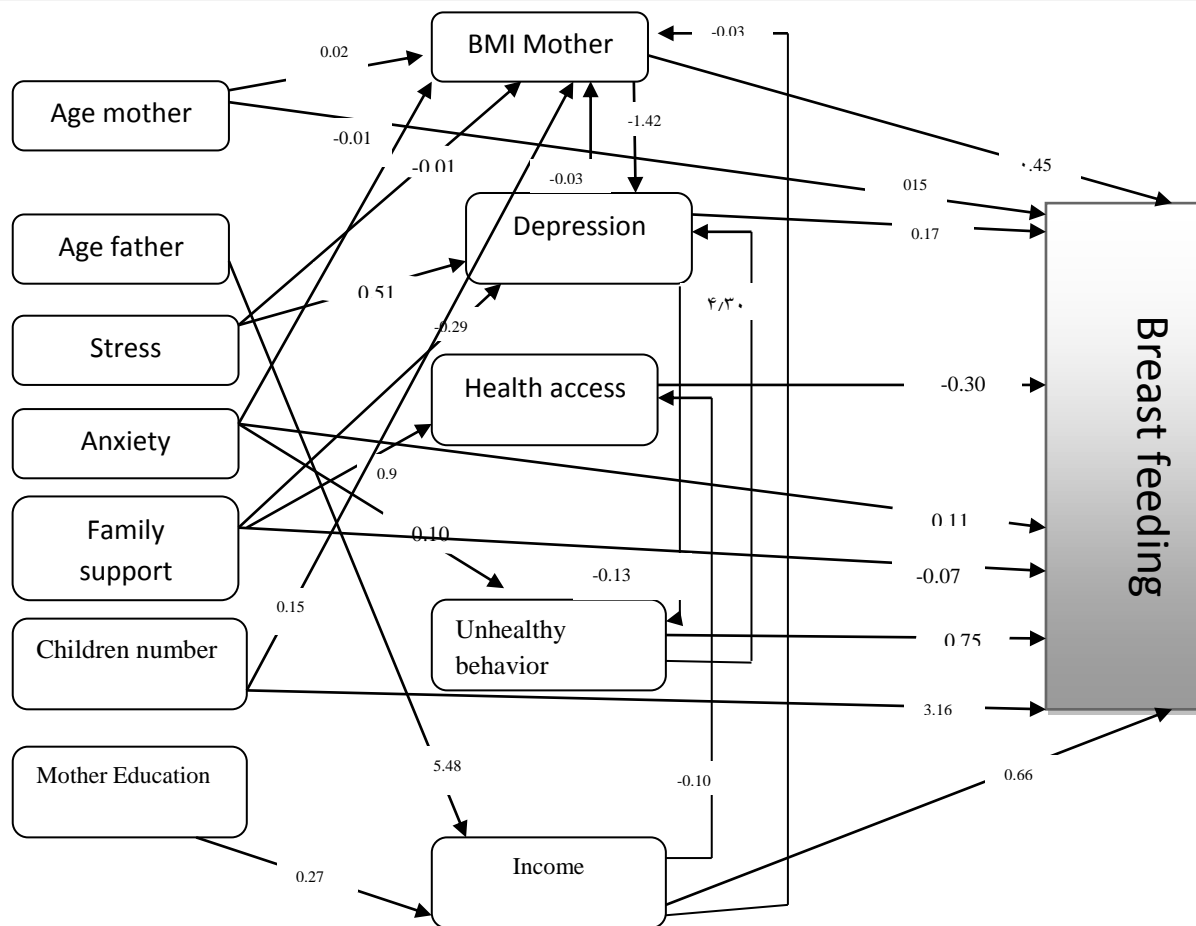 BMI Mother
-0.03
0.02
Age mother
-0.01
-0.01
-1.42
-0.03
۰.45
015
Age father
Depression
0.17
0.51
۴٫۳۰
Stress
-0.29
Health access
-0.30
Anxiety
0.9
Family
support
0.10
0.11
-0.13
-0.07
0.15
Children number
Unhealthy
behavior
0.75
3.16
Mother Education
5.48
-0.10
0.66
0.27
Income
Breast feeding